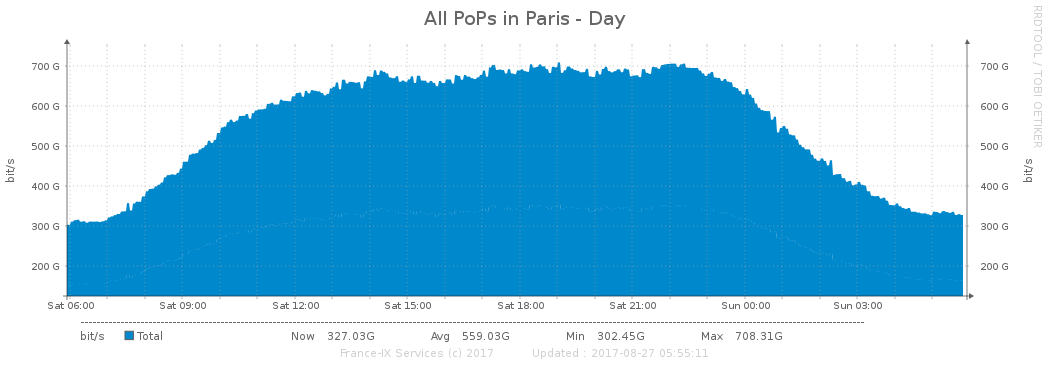 All PoPs in Paris - Day
RRDTOOL / TOBI OETIKER
bit/s
700 G
600 G
500 G
400 G
300 G
200 G
700 G
600 G
500 G
400 G
300 G
200 G
bit/s
Sat 06:00 Sat 09:00 Sat 12:00 Sat 15:00 Sat 18:00 Sat 21:00 Sun 00:00 Sun 03:00
bit/s Total Now 327.03G Avg 559.03G Min 302.45G Max 708.31G
France-IX Services (c) 2017 Updated : 2017-08-27 05:55:11